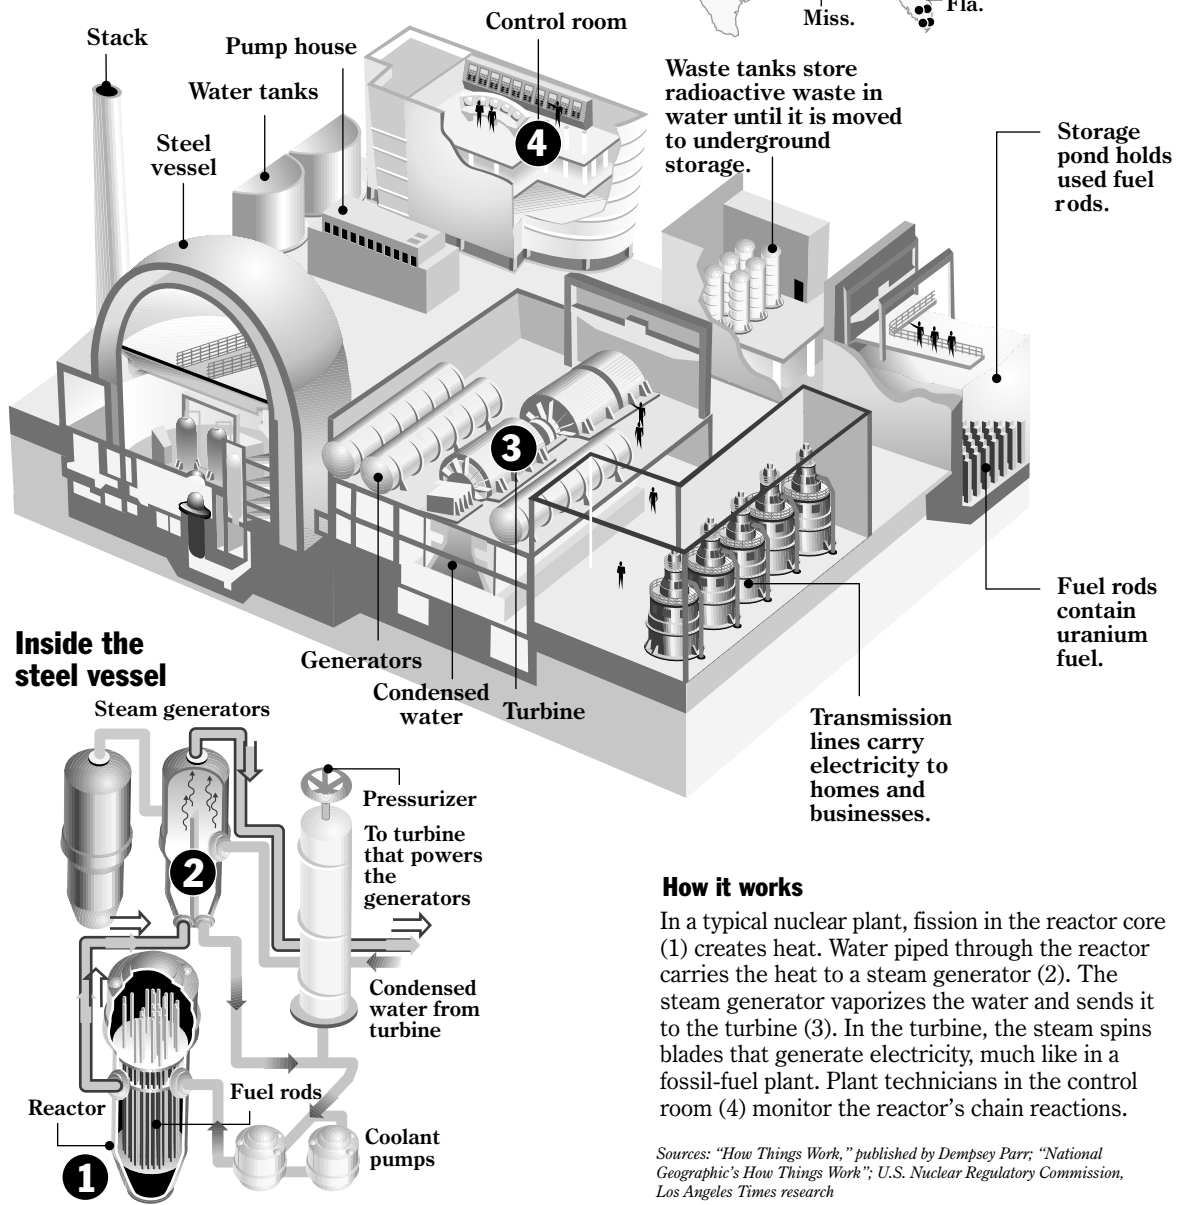 Miss.
Fla.
Control room
Stack
Pump house
Water tanks
Steel
vessel
Waste tanks store
radioactive waste in
water until it is moved
to underground
storage.
Storage
pond holds
used fuel
rods.
4
3
Fuel rods
contain
uranium
fuel.
Generators
Condensed
water
Turbine
Transmission
lines carry
electricity to
homes and
businesses.
Inside the
steel vessel
Steam generators
Pressurizer
To turbine
that powers
the
generators
2
Condensed
water from
turbine
Fuel rods
Reactor
1
Coolant
pumps
How it works
In a typical nuclear plant, fission in the reactor core
(1) creates heat. Water piped through the reactor
carries the heat to a steam generator (2). The
steam generator vaporizes the water and sends it
to the turbine (3). In the turbine, the steam spins
blades that generate electricity, much like in a
fossil-fuel plant. Plant technicians in the control
room (4) monitor the reactor’s chain reactions.
Sources: “How Things Work,” published by Dempsey Parr; “National
Geographic’s How Things Work”; U.S. Nuclear Regulatory Commission,
Los Angeles Times research